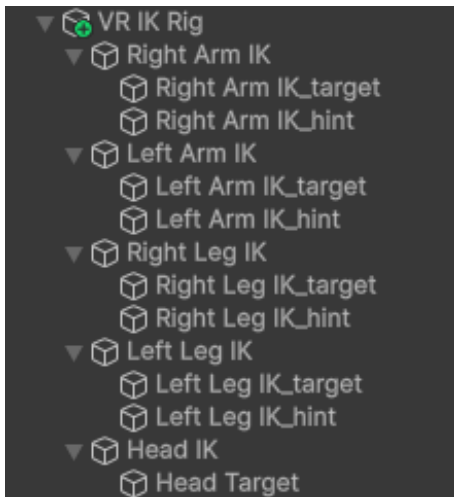 VR IK Rig
Right Arm IK
Right Arm IK_target
Right Arm IK_hint
Left Arm IK
Left Arm IK_target
Left Arm IK_hint
Right Leg IK
Right Leg IK_target
Right Leg IK_hint
Left Leg IK
Left Leg IK_target
Left Leg IK_hint
Head IK
Head Target